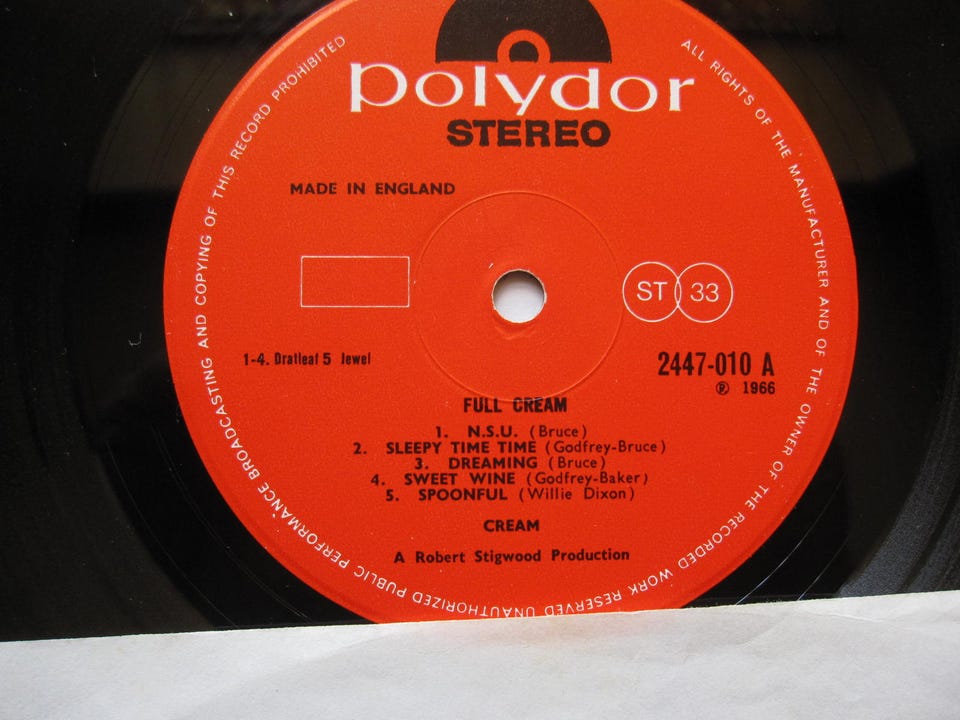 polydor
STEREO
MADE IN ENGLAND
ST 33
1-4. Dratleaf 5 Jewel
2447-010 A
℗ 1966
FULL CREAM
1. N.S.U. (Bruce)
2. SLEEPY TIME TIME (Godfrey-Bruce)
3. DREAMING (Bruce)
4. SWEET WINE (Godfrey-Baker)
5. SPOONFUL (Willie Dixon)
CREAM
A Robert Stigwood Production
ALL RIGHTS OF THE MANUFACTURER AND OF THE OWNER OF THE RECORDED WORK RESERVED UNAUTHORIZED PUBLIC PERFORMANCE BROADCASTING AND COPYING OF THIS RECORD PROHIBITED